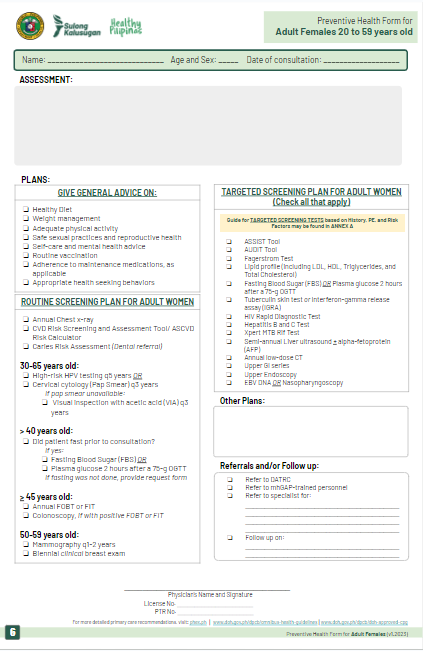 Sulong
Kalusugan
Healthy
Pilipinas
Preventive Health Form for
Adult Females 20 to 59 years old
Name: ____________________ Age and Sex: _____ Date of consultation: ____________________
ASSESSMENT:
PLANS:
GIVE GENERAL ADVICE ON:
❏ Healthy Diet
❏ Weight management
❏ Adequate physical activity
❏ Safe sexual practices and reproductive health
❏ Self-care and mental health advice
❏ Routine vaccination
❏ Adherence to maintenance medications, as
applicable
❏ Appropriate health seeking behaviors
ROUTINE SCREENING PLAN FOR ADULT WOMEN
❏ Annual Chest x-ray
❏ CVD Risk Screening and Assessment Tool/ ASCVD
Risk Calculator
❏ Caries Risk Assessment (Dental referral)
30-65 years old:
❏ High-risk HPV testing q5 years OR
❏ Cervical cytology (Pap Smear) q3 years
If pap smear unavailable:
❏ Visual inspection with acetic acid (VIA) q3
years
> 40 years old:
❏ Did patient fast prior to consultation?
If yes:
❏ Fasting Blood Sugar (FBS) OR
❏ Plasma glucose 2 hours after a 75-g OGTT
If fasting was not done, provide request form
≥ 45 years old:
❏ Annual FOBT or FIT
❏ Colonoscopy, if with positive FOBT or FIT
50-59 years old:
❏ Mammography q1-2 years
❏ Biennial clinical breast exam
TARGETED SCREENING PLAN FOR ADULT WOMEN
(Check all that apply)
Guide for TARGETED SCREENING TESTS based on History, PE, and Risk
Factors may be found in ANNEX A
❏ ASSIST Tool
❏ AUDIT Tool
❏ Fagerstrom Test
❏ Lipid profile (including LDL, HDL, Triglycerides, and
Total Cholesterol)
❏ Fasting Blood Sugar (FBS) OR Plasma glucose 2 hours
after a 75-g OGTT
❏ Tuberculin skin test or interferon-gamma release
assay (IGRA)
❏ HIV Rapid Diagnostic Test
❏ Hepatitis B and C Test
❏ Xpert MTB Rif Test
❏ Semi-annual Liver ultrasound ± alpha-fetoprotein
(AFP)
❏ Annual low-dose CT
❏ Upper GI series
❏ Upper Endoscopy
❏ EBV DNA OR Nasopharyngoscopy
Other Plans:
Referrals and/or Follow up:
❏ Refer to DATRC
❏ Refer to mhGAP-trained personnel
❏ Refer to specialist for:
❏ Follow up on:
Physician's Name and Signature
License No. ____________________
PTR No. ____________________
For more detailed primary care recommendations, visit:
6
Preventive Health Form for Adult Females (v1.2023)